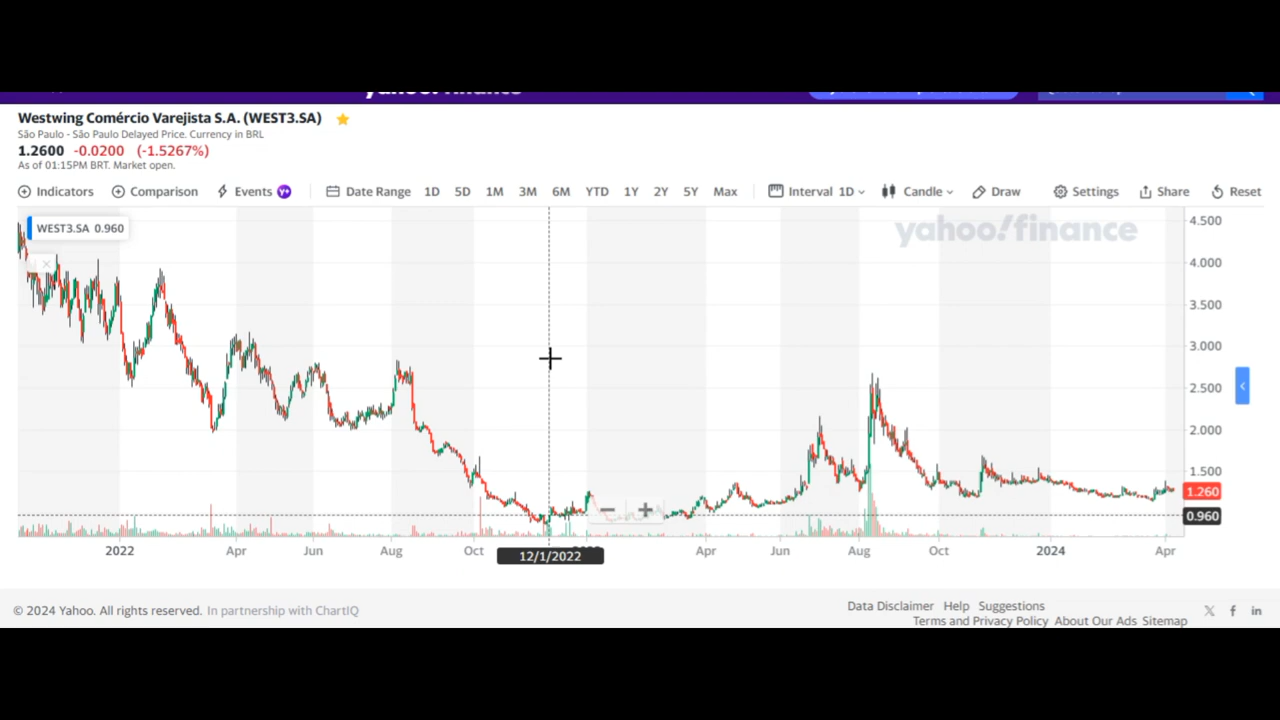 Westwing Comércio Varejista S.A. (WEST3.SA)
São Paulo - São Paulo Delayed Price. Currency in BRL
1.2600 -0.0200 (-1.5267%)
As of 01:15PM BRT. Market open.
Indicators Comparison Events Y+ Date Range 1D 5D 1M 3M 6M YTD 1Y 2Y 5Y Max Interval 1D Candle Draw Settings Share Reset
WEST3.SA 0.960
yahoo!finance
4.500
4.000
3.500
3.000
2.500
2.000
1.500
1.260
0.960
2022 Apr Jun Aug Oct Apr Jun Aug Oct 2024 Apr
12/1/2022
© 2024 Yahoo. All rights reserved. In partnership with ChartIQ
Data Disclaimer Help Suggestions
Terms and Privacy Policy About Our Ads Sitemap